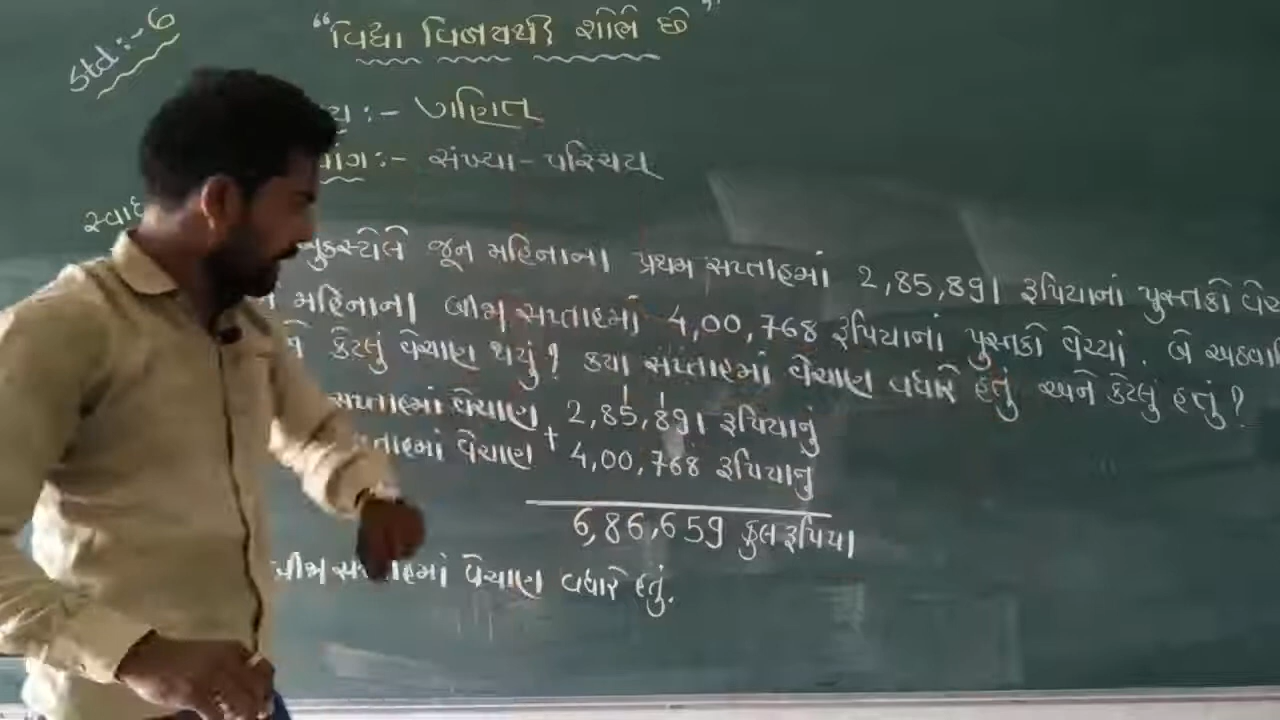 Std :- 6
"વિદ્યા વિનયથી શોભે છે"
:- ગણિત
:- સંખ્યા - પરિચય
બુકસ્ટોલે જૂન મહિનાના પ્રથમ સપ્તાહમાં 2,85,891 રૂપિયાનાં પુસ્તકો
મહિનાના બીજા સપ્તાહમાં 4,00,768 રૂપિયાનાં પુસ્તકો વેચ્યાં. બે
કેટલું વેચાણ થયું? કયા સપ્તાહમાં વેચાણ વધારે હતું અને કેટલું હતું?
સપ્તાહમાં વેચાણ 2,85,891 રૂપિયાનું
વેચાણ + 4,00,768 રૂપિયાનું
6,86,659 કુલ રૂપિયા
બીજા સપ્તાહમાં વેચાણ વધારે હતું.